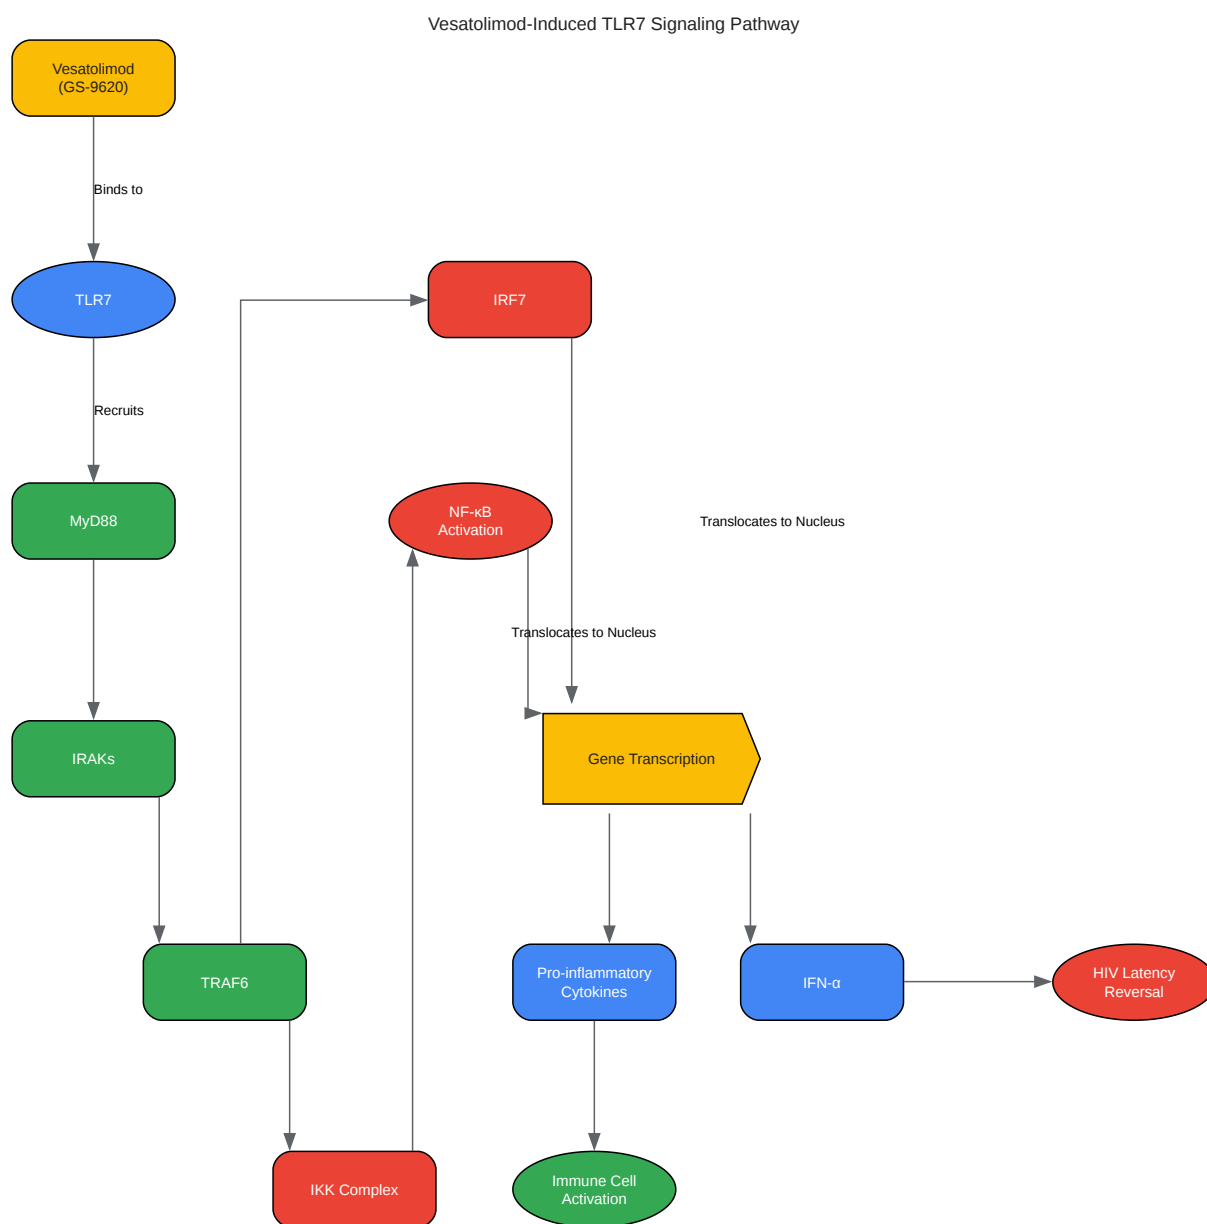 Vesatolimod-Induced TLR7 Signaling Pathway
Vesatolimod
(GS-9620)
Binds to
TLR7
IRF7
Recruits
MyD88
NF-κB
Activation
Translocates to Nucleus
Translocates to Nucleus
IRAKs
Gene Transcription
TRAF6
Pro-inflammatory
Cytokines
IFN-α
HIV Latency
Reversal
IKK Complex
Immune Cell
Activation